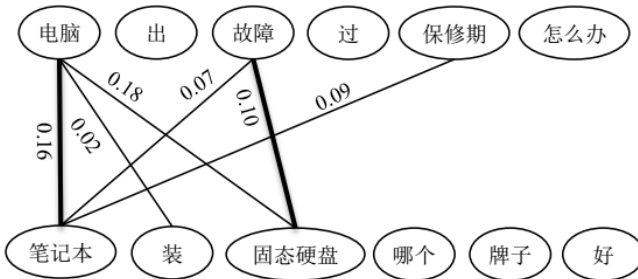 电脑 出 故障 过 保修期 怎么办
0.16 0.02 0.18 0.07 0.10 0.09
笔记本 装 固态硬盘 哪个 牌子 好